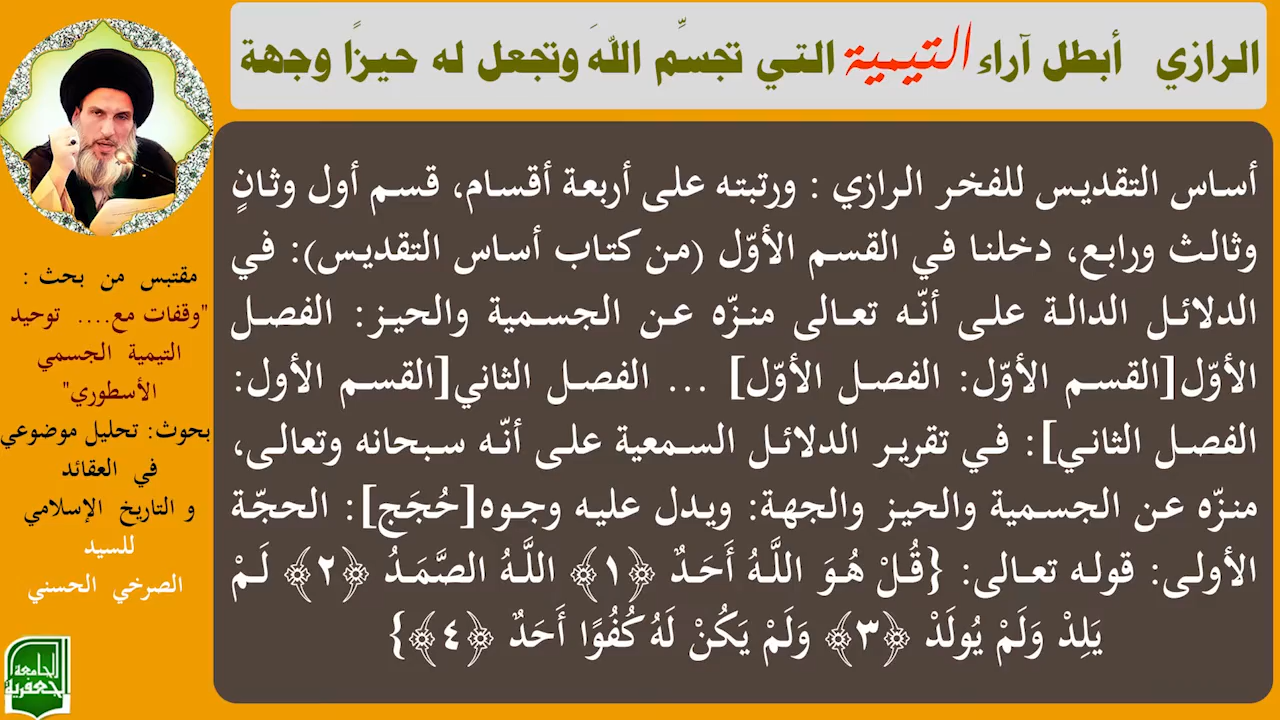 الرازي أبطل آراء التيمية التي تجسِّم اللهَ وتجعل له حيزًا وجهة
أساس التقديس للفخر الرازي : ورتبته على أربعة أقسام، قسم أول وثانٍ
وثالث ورابع، دخلنا في القسم الأوّل (من كتاب أساس التقديس): في
الدلائل الدالة على أنّه تعالى منزّه عن الجسمية والحيز: الفصل
الأوّل[القسم الأوّل: الفصل الأوّل] ... الفصل الثاني[القسم الأول:
الفصل الثاني]: في تقرير الدلائل السمعية على أنّه سبحانه وتعالى،
منزّه عن الجسمية والحيز والجهة: ويدل عليه وجوه[حُجَج]: الحجّة
الأولى: قوله تعالى: {قُلْ هُوَ اللَّهُ أَحَدٌ ﴿١﴾ اللَّهُ الصَّمَدُ ﴿٢﴾ لَمْ
يَلِدْ وَلَمْ يُولَدْ ﴿٣﴾ وَلَمْ يَكُنْ لَهُ كُفُوًا أَحَدٌ ﴿٤﴾}
مقتبس من بحث :
"وقفات مع.... توحيد
التيمية الجسمي
الأسطوري"
بحوث: تحليل موضوعي
في العقائد
و التاريخ الإسلامي
للسيد
الصرخي الحسني
الجامعة
الجعفرية